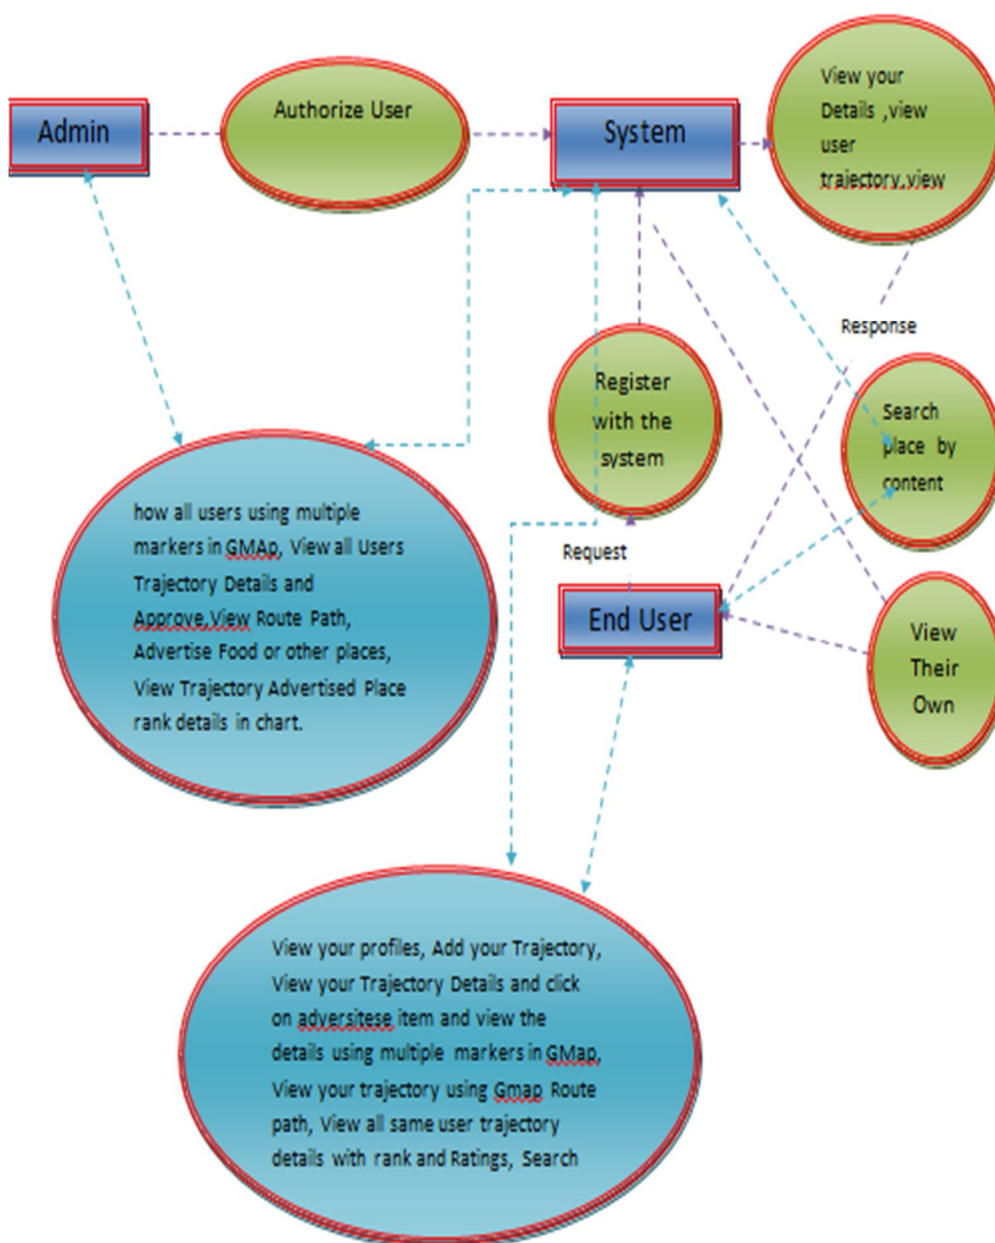 Admin
Authorize User
System
View your
Details ,view
user
trajectory,view
Response
Register
with the
system
Search
place by
content
how all users using multiple
markers in GMAp, View all Users
Trajectory Details and
Approve,View Route Path,
Advertise Food or other places,
View Trajectory Advertised Place
rank details in chart.
Request
End User
View
Their
Own
View your profiles, Add your Trajectory,
View your Trajectory Details and click
on adversitese item and view the
details using multiple markers in GMap,
View your trajectory using Gmap Route
path, View all same user trajectory
details with rank and Ratings, Search